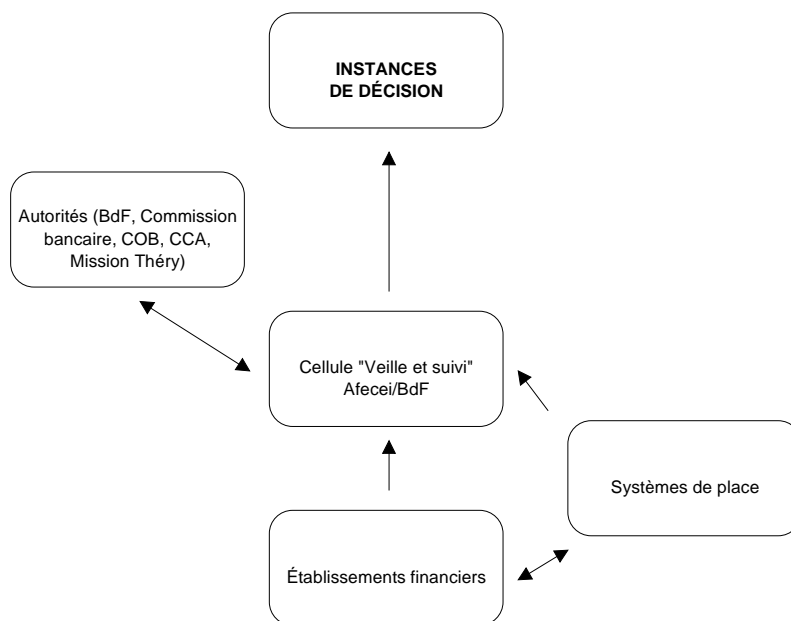 INSTANCES
DE DÉCISION
Autorités (BdF, Commission
bancaire, COB, CCA,
Mission Théry)
Cellule "Veille et suivi"
Afecei/BdF
Systèmes de place
Établissements financiers